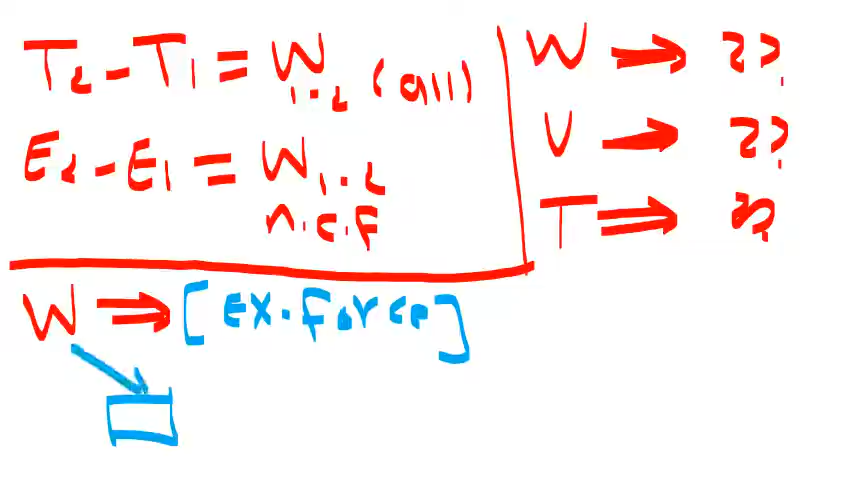 T2 - T1 = W1-2 (all)
E2 - E1 = W1-2
n.c.f
W ⇒ ??
V → ??
T ⇒ ??
W ⇒ [ex. force]